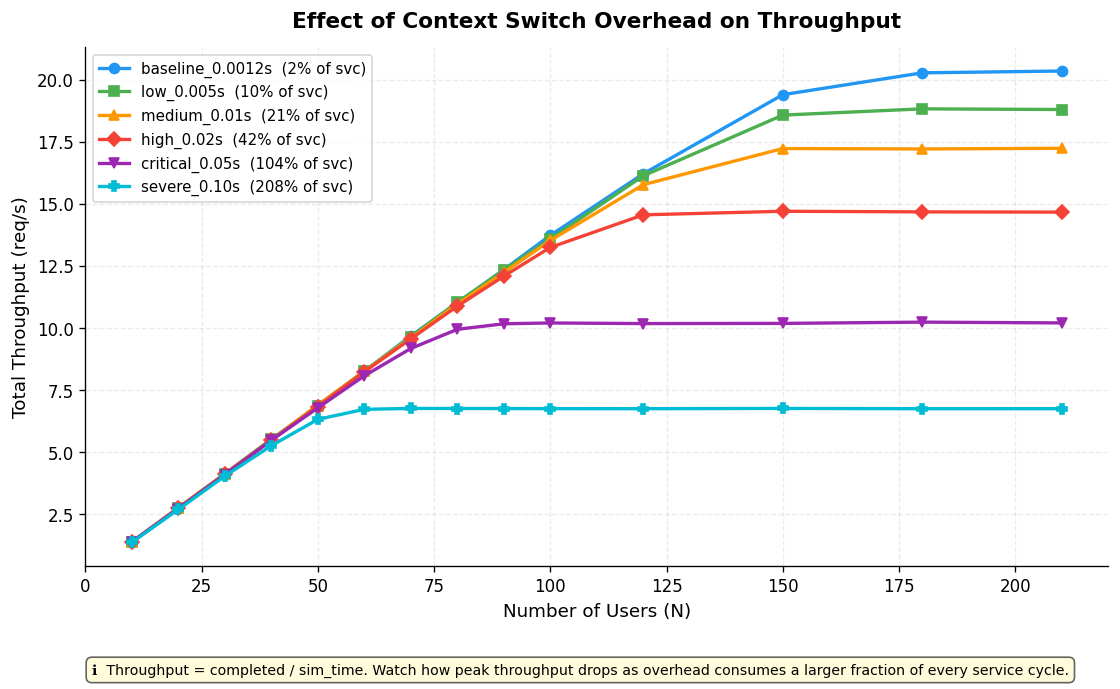 Effect of Context Switch Overhead on Throughput
baseline_0.0012s  (2% of svc)
low_0.005s  (10% of svc)
medium_0.01s  (21% of svc)
high_0.02s  (42% of svc)
critical_0.05s  (104% of svc)
severe_0.10s  (208% of svc)
Total Throughput (req/s)
20.0
17.5
15.0
12.5
10.0
7.5
5.0
2.5
0 25 50 75 100 125 150 175 200
Number of Users (N)
ℹ Throughput = completed / sim_time. Watch how peak throughput drops as overhead consumes a larger fraction of every service cycle.